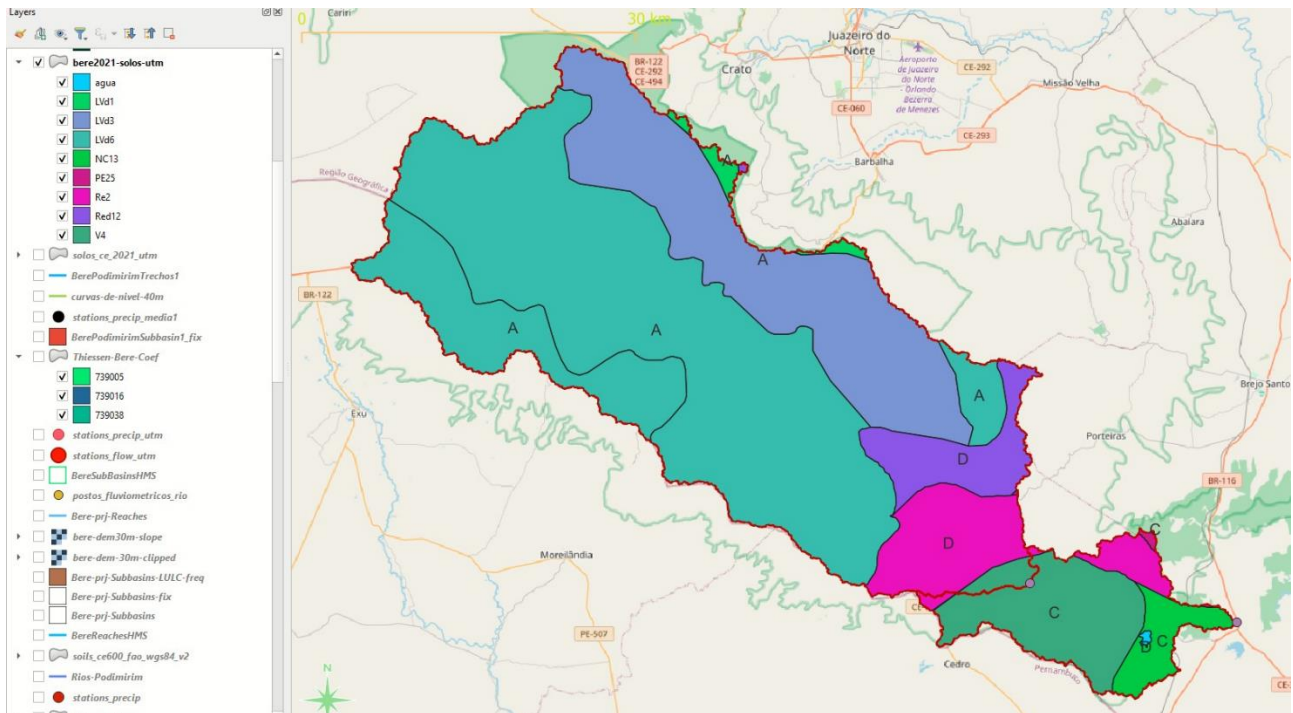 Layers
bere2021-solos-utm
agua
LVd1
LVd3
LVd6
NC13
PE25
Re2
Red12
V4
solos_ce_2021_utm
BerePodimirimTrechos1
curvas-de-nivel-40m
stations_precip_media1
BerePodimirimSubbasin1_fix
Thiessen-Bere-Coef
739005
739016
739038
stations_precip_utm
stations_flow_utm
BereSubBasinsHMS
postos_fluviometricos_rio
Bere-prj-Reaches
bere-dem30m-slope
bere-dem-30m-clipped
Bere-prj-Subbasins-LULC-freq
Bere-prj-Subbasins-fix
Bere-prj-Subbasins
BereReachesHMS
soils_ce600_fao_wgs84_v2
Rios-Podimirim
stations_precip
0
30 km
Cariri
BR-122
CE-292
CE-494
Crato
Juazeiro do
Norte
Aeroporto
de Juazeiro
do Norte
- Orlando
Bezerra
de Menezes
CE-292
Missão Velha
CE-060
CE-293
Barbalha
Região Geográfica
Abaiara
A
A
A
A
A
BR-122
Exu
Brejo Santo
Porteiras
D
BR-116
D
C
Moreilândia
CE
C
C
D
PE-507
Cedro
Pernambuco
CE-
N